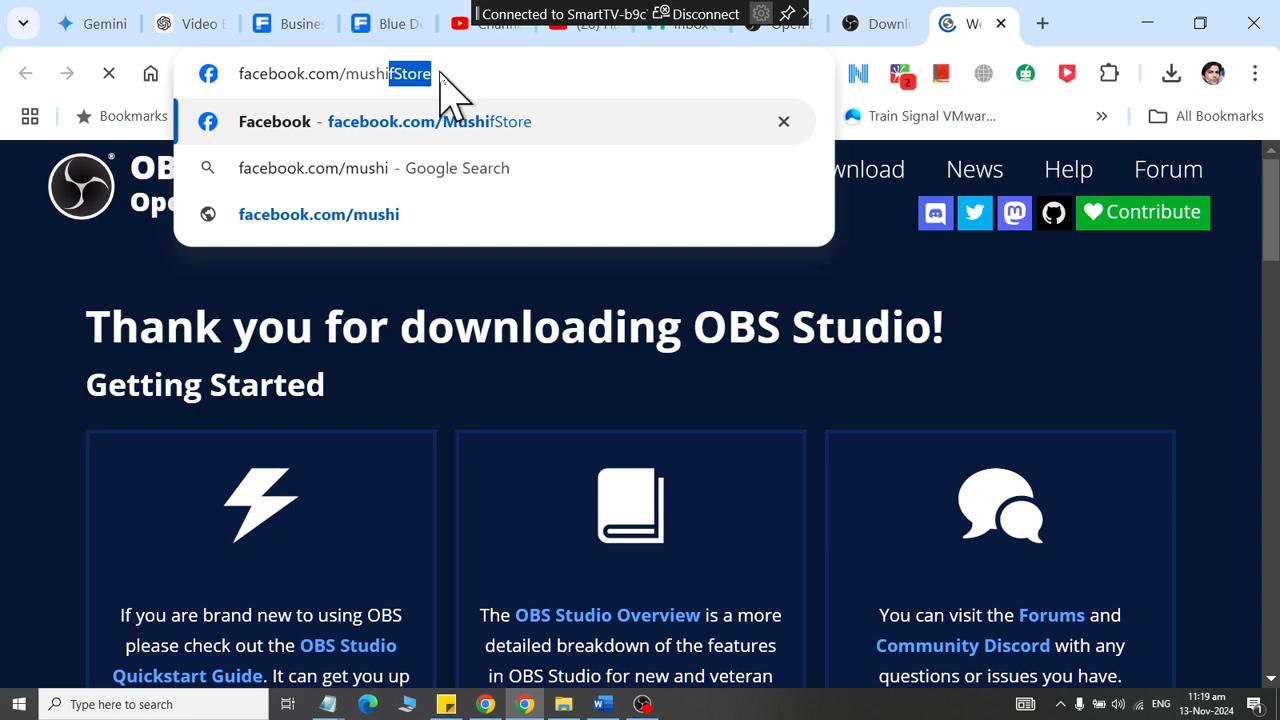 Connected to SmartTV-b9c Disconnect
Gemini
Video
Busines
Blue De
Open
Downl
We
facebook.com/mushifStore
Facebook - facebook.com/MushifStore
facebook.com/mushi - Google Search
facebook.com/mushi
2
Bookmarks
Train Signal VMwar...
All Bookmarks
OBS
Ope
wnload
News
Help
Forum
Contribute
Thank you for downloading OBS Studio!
Getting Started
If you are brand new to using OBS
please check out the OBS Studio
Quickstart Guide. It can get you up
The OBS Studio Overview is a more
detailed breakdown of the features
in OBS Studio for new and veteran
You can visit the Forums and
Community Discord with any
questions or issues you have.
Type here to search
ENG
11:19 am
13-Nov-2024